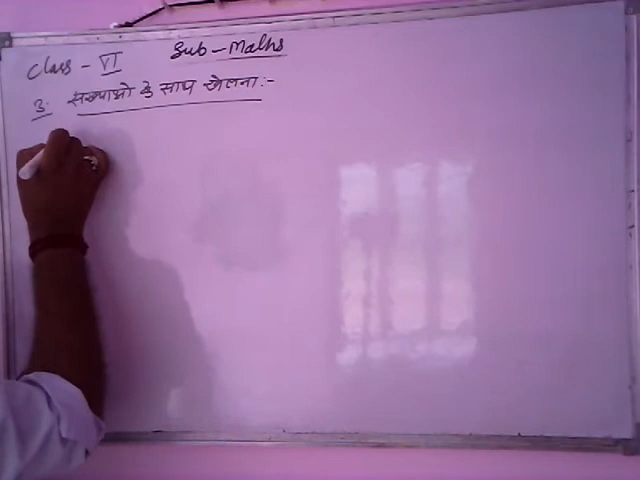 Class - VI Sub - Maths
3. संख्याओ के साथ खेलना :-